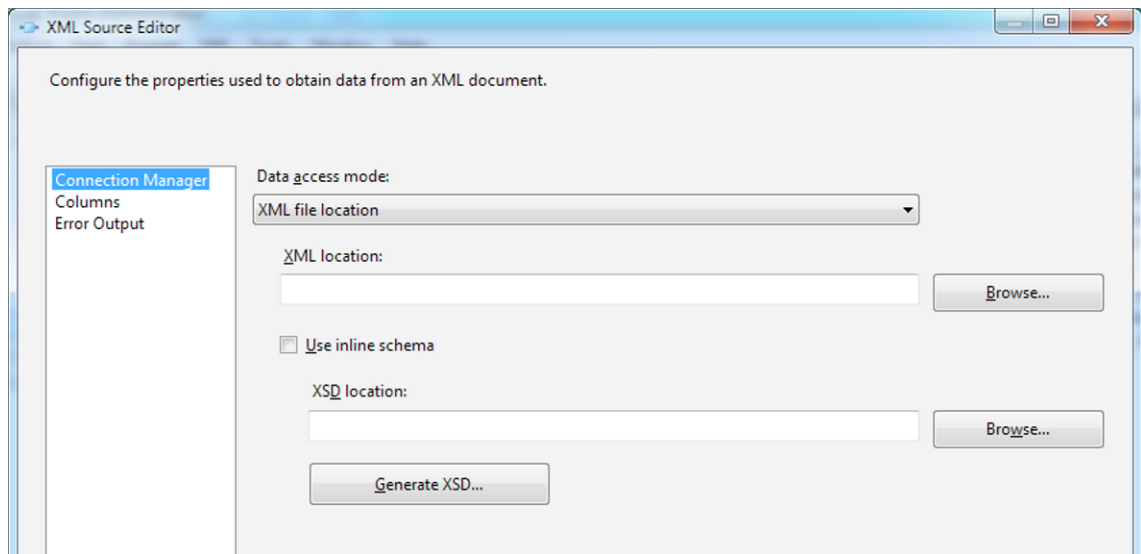 XML Source Editor
Configure the properties used to obtain data from an XML document.
Connection Manager
Columns
Error Output
Data access mode:
XML file location
XML location:
Browse...
Use inline schema
XSD location:
Browse...
Generate XSD...